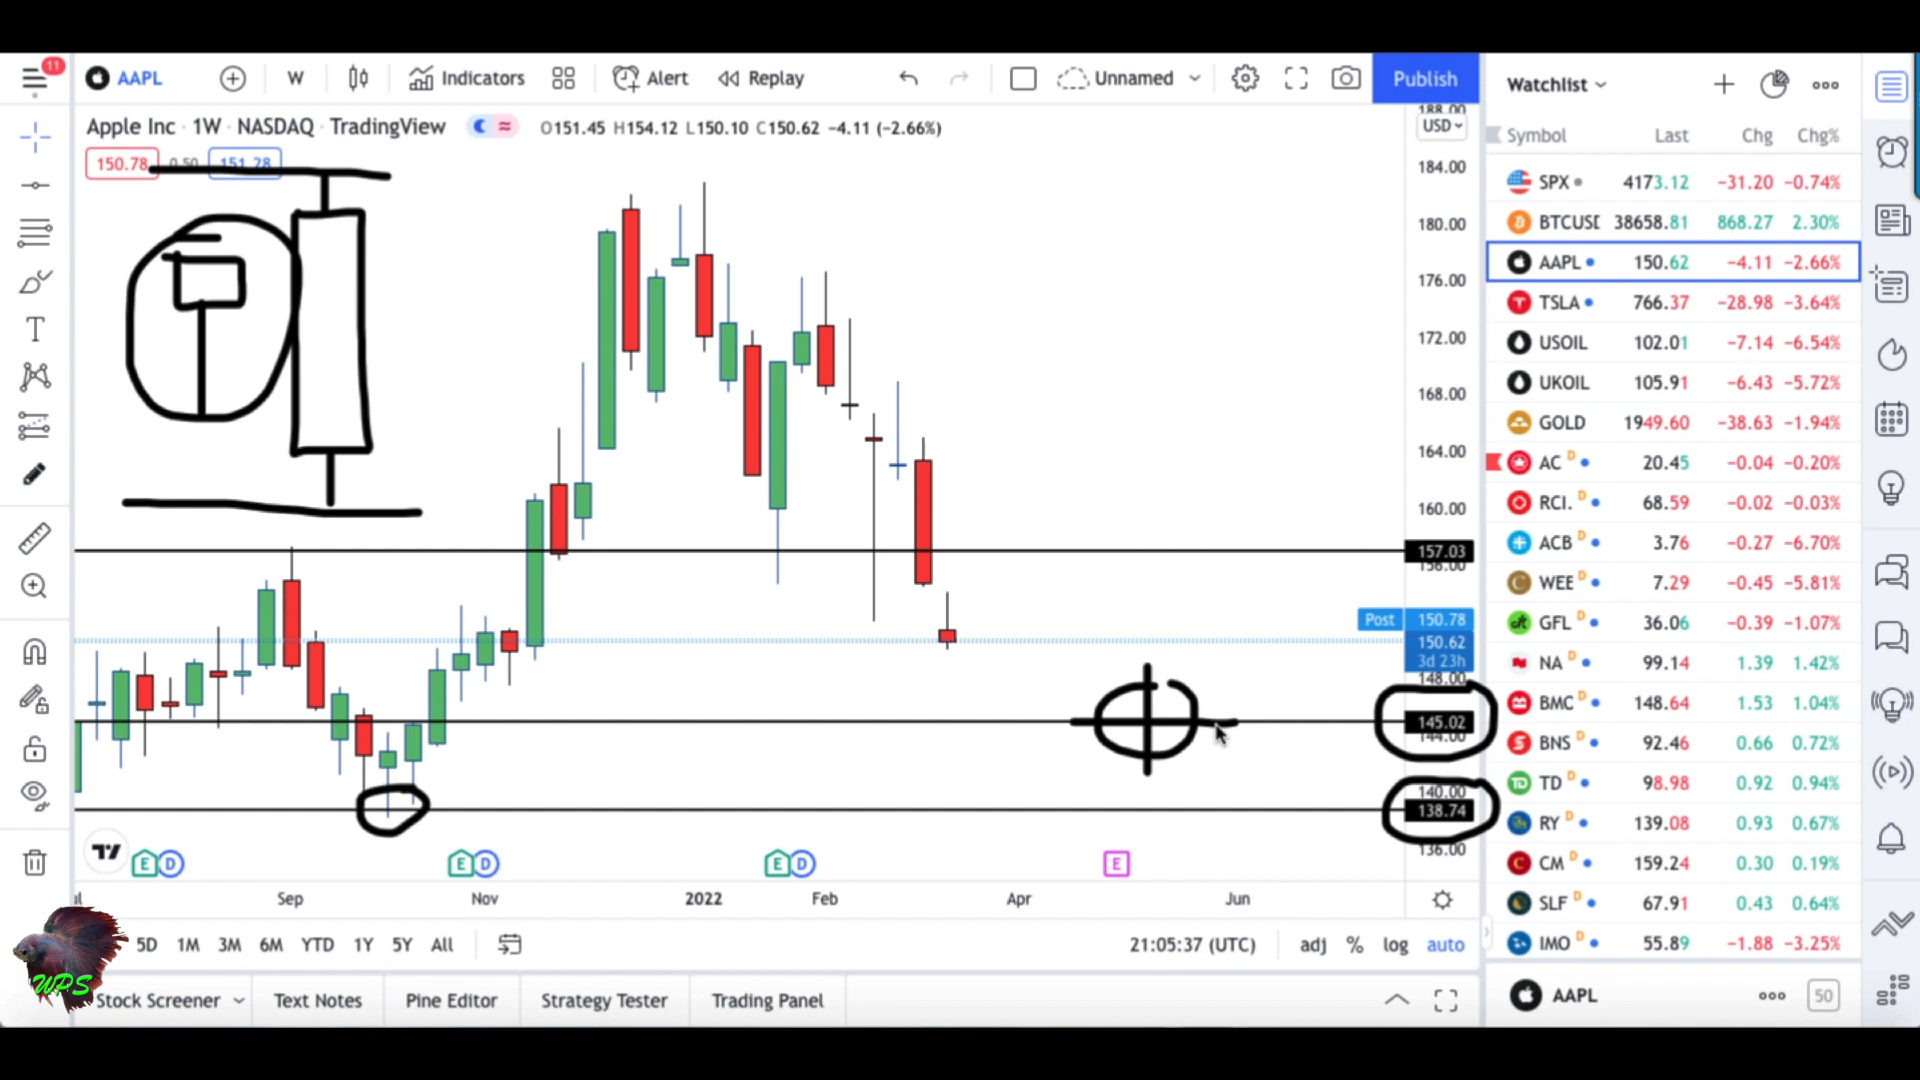 11
AAPL W Indicators Alert Replay Unnamed Publish
Apple Inc · 1W · NASDAQ · TradingView O151.45 H154.12 L150.10 C150.62 −4.11 (−2.66%)
150.78 0.50 151.28
188.00
USD
184.00
180.00
176.00
172.00
168.00
164.00
160.00
157.03
156.00
Post 150.78
150.62
3d 23h
148.00
145.02
144.00
140.00
138.74
136.00
E D E D E D E
Sep Nov 2022 Feb Apr Jun
5D 1M 3M 6M YTD 1Y 5Y All 21:05:37 (UTC) adj % log auto
WPS
Stock Screener Text Notes Pine Editor Strategy Tester Trading Panel
Watchlist
Symbol Last Chg Chg%
SPX 4173.12 −31.20 −0.74%
BTCUSD 38658.81 868.27 2.30%
AAPL 150.62 −4.11 −2.66%
TSLA 766.37 −28.98 −3.64%
USOIL 102.01 −7.14 −6.54%
UKOIL 105.91 −6.43 −5.72%
GOLD 1949.60 −38.63 −1.94%
AC D 20.45 −0.04 −0.20%
RCI. D 68.59 −0.02 −0.03%
ACB D 3.76 −0.27 −6.70%
WEE D 7.29 −0.45 −5.81%
GFL D 36.06 −0.39 −1.07%
NA D 99.14 1.39 1.42%
BMC D 148.64 1.53 1.04%
BNS D 92.46 0.66 0.72%
TD D 98.98 0.92 0.94%
RY D 139.08 0.93 0.67%
CM D 159.24 0.30 0.19%
SLF D 67.91 0.43 0.64%
IMO D 55.89 −1.88 −3.25%
AAPL 50